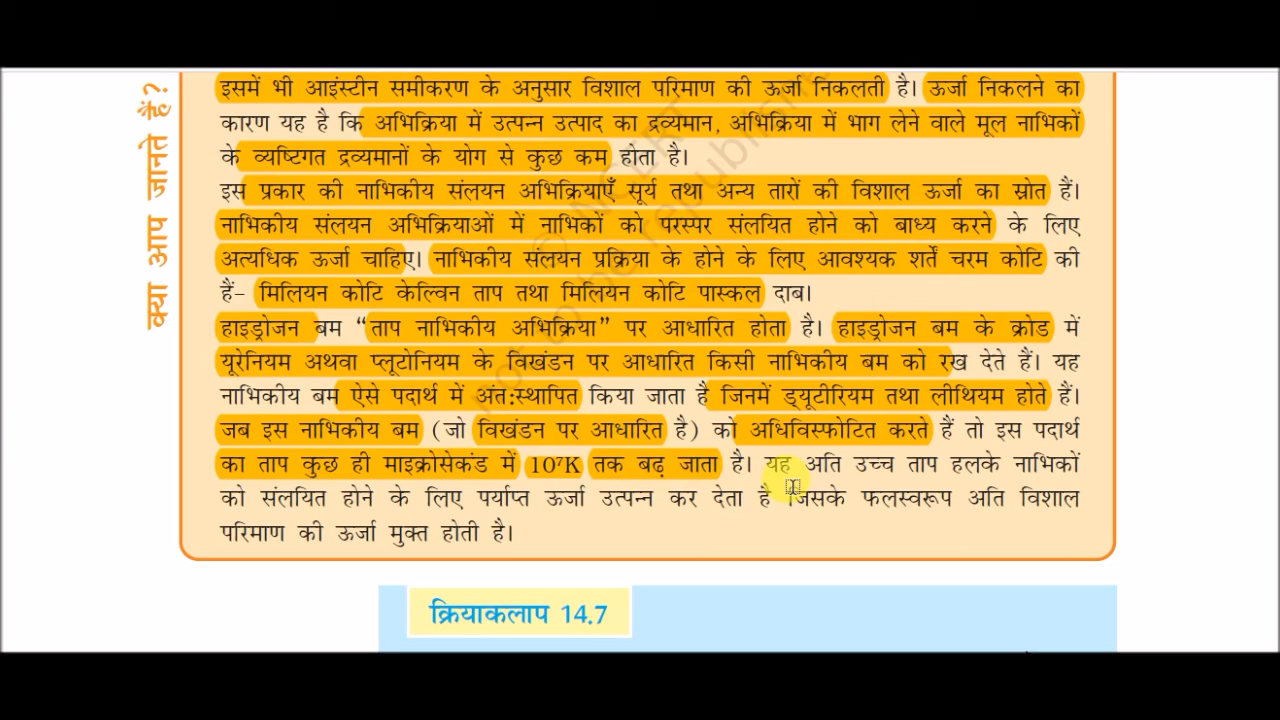 क्या आप जानते हैं?
इसमें भी आइंस्टीन समीकरण के अनुसार विशाल परिमाण की ऊर्जा निकलती है। ऊर्जा निकलने का
कारण यह है कि अभिक्रिया में उत्पन्न उत्पाद का द्रव्यमान, अभिक्रिया में भाग लेने वाले मूल नाभिकों
के व्यष्टिगत द्रव्यमानों के योग से कुछ कम होता है।
इस प्रकार की नाभिकीय संलयन अभिक्रियाएँ सूर्य तथा अन्य तारों की विशाल ऊर्जा का स्रोत हैं।
नाभिकीय संलयन अभिक्रियाओं में नाभिकों को परस्पर संलयित होने को बाध्य करने के लिए
अत्यधिक ऊर्जा चाहिए। नाभिकीय संलयन प्रक्रिया के होने के लिए आवश्यक शर्तें चरम कोटि की
हैं– मिलियन कोटि केल्विन ताप तथा मिलियन कोटि पास्कल दाब।
हाइड्रोजन बम “ताप नाभिकीय अभिक्रिया” पर आधारित होता है। हाइड्रोजन बम के क्रोड में
यूरेनियम अथवा प्लूटोनियम के विखंडन पर आधारित किसी नाभिकीय बम को रख देते हैं। यह
नाभिकीय बम ऐसे पदार्थ में अंत:स्थापित किया जाता है जिनमें ड्यूटीरियम तथा लीथियम होते हैं।
जब इस नाभिकीय बम (जो विखंडन पर आधारित है) को अधिविस्फोटित करते हैं तो इस पदार्थ
का ताप कुछ ही माइक्रोसेकंड में 10⁷K तक बढ़ जाता है। यह अति उच्च ताप हलके नाभिकों
को संलयित होने के लिए पर्याप्त ऊर्जा उत्पन्न कर देता है जिसके फलस्वरूप अति विशाल
परिमाण की ऊर्जा मुक्त होती है।
क्रियाकलाप 14.7
© NCERT
not to be republished